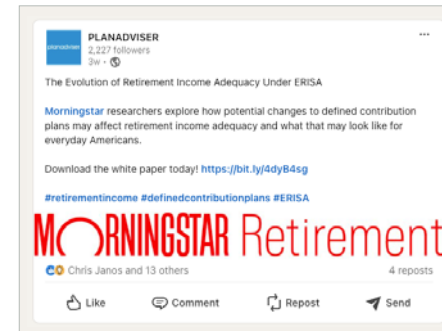 PLANADVISER
2,227 followers
3w •
The Evolution of Retirement Income Adequacy Under ERISA
Morningstar researchers explore how potential changes to defined contribution
plans may affect retirement income adequacy and what that may look like for
everyday Americans.
Download the white paper today! https://bit.ly/4dyB4sg
#retirementincome #definedcontributionplans #ERISA
MORNINGSTAR Retirement
Chris Janos and 13 others 4 reposts
Like Comment Repost Send